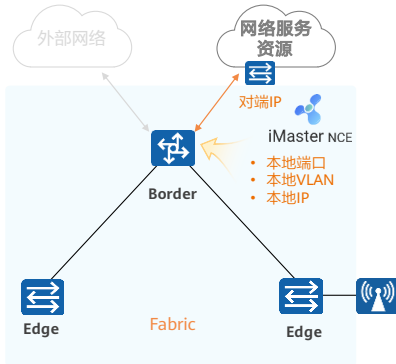 外部网络
网络服务
资源
对端IP
iMaster NCE
• 本地端口
• 本地VLAN
• 本地IP
Border
Edge
Fabric
Edge